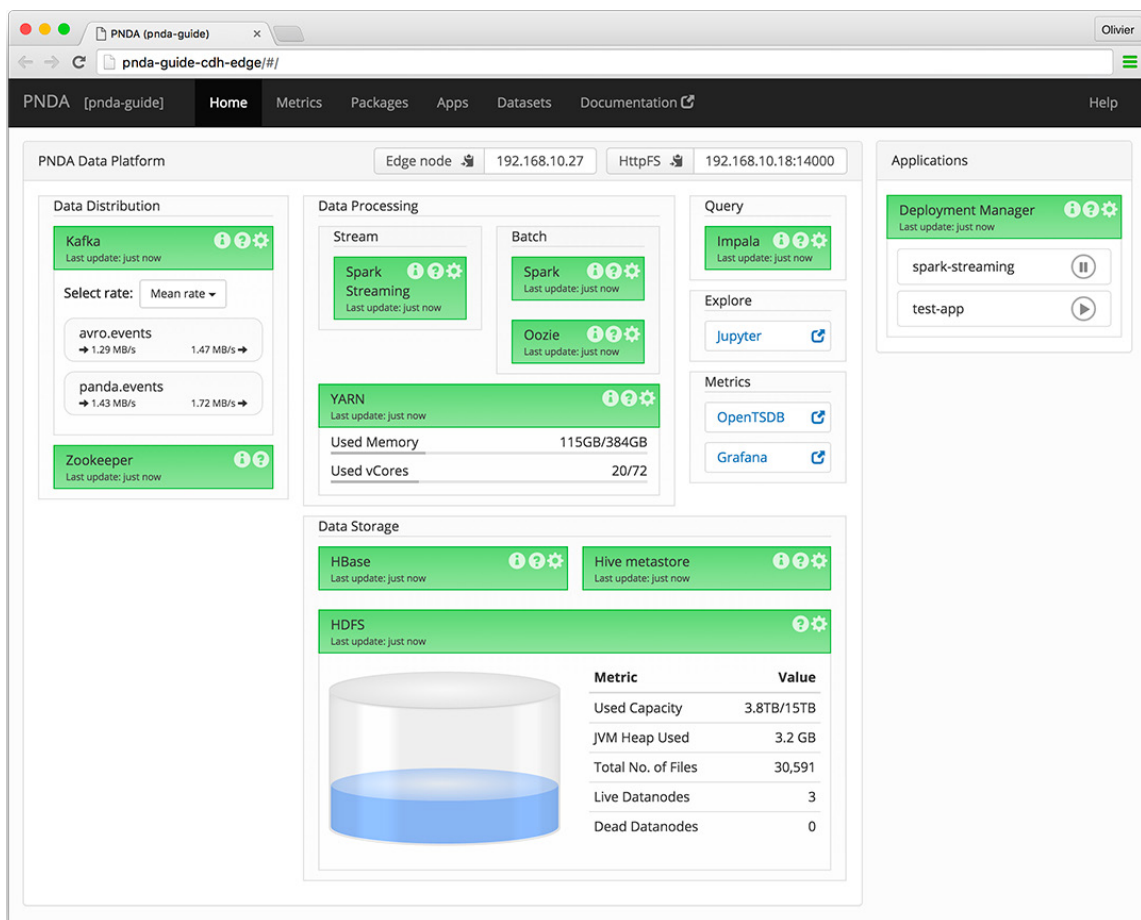 PNDA (pnda-guide)
Olivier
pnda-guide-cdh-edge/#/
PNDA [pnda-guide] Home Metrics Packages Apps Datasets Documentation Help
PNDA Data Platform
Edge node 192.168.10.27 HttpFS 192.168.10.18:14000
Data Distribution
Kafka
Last update: just now
Select rate: Mean rate
avro.events
1.29 MB/s 1.47 MB/s
panda.events
1.43 MB/s 1.72 MB/s
Zookeeper
Last update: just now
Data Processing
Stream
Spark
Streaming
Last update: just now
Batch
Spark
Last update: just now
Oozie
Last update: just now
YARN
Last update: just now
Used Memory 115GB/384GB
Used vCores 20/72
Query
Impala
Last update: just now
Explore
Jupyter
Metrics
OpenTSDB
Grafana
Data Storage
HBase
Last update: just now
Hive metastore
Last update: just now
HDFS
Last update: just now
Metric Value
Used Capacity 3.8TB/15TB
JVM Heap Used 3.2 GB
Total No. of Files 30,591
Live Datanodes 3
Dead Datanodes 0
Applications
Deployment Manager
Last update: just now
spark-streaming
test-app